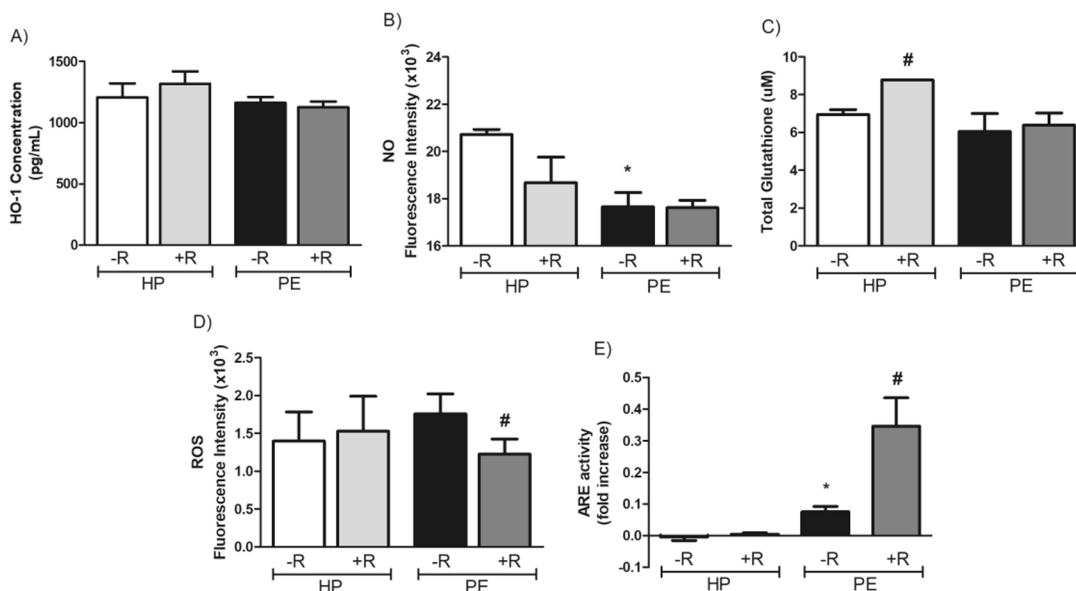 A)
HO-1 Concentration
(pg/mL)
1500
1000
500
0
-R
+R
-R
+R
HP
PE
B)
NO
Fluorescence Intensity (x10³)
24
22
20
18
16
*
-R
+R
-R
+R
HP
PE
C)
Total Glutathione (uM)
10
8
6
4
2
0
#
-R
+R
-R
+R
HP
PE
D)
ROS
Fluorescence Intensity (x10³)
2.5
2.0
1.5
1.0
0.5
0.0
#
-R
+R
-R
+R
HP
PE
E)
ARE activity
(fold increase)
0.5
0.4
0.3
0.2
0.1
0.0
-0.1
*
#
-R
+R
-R
+R
HP
PE